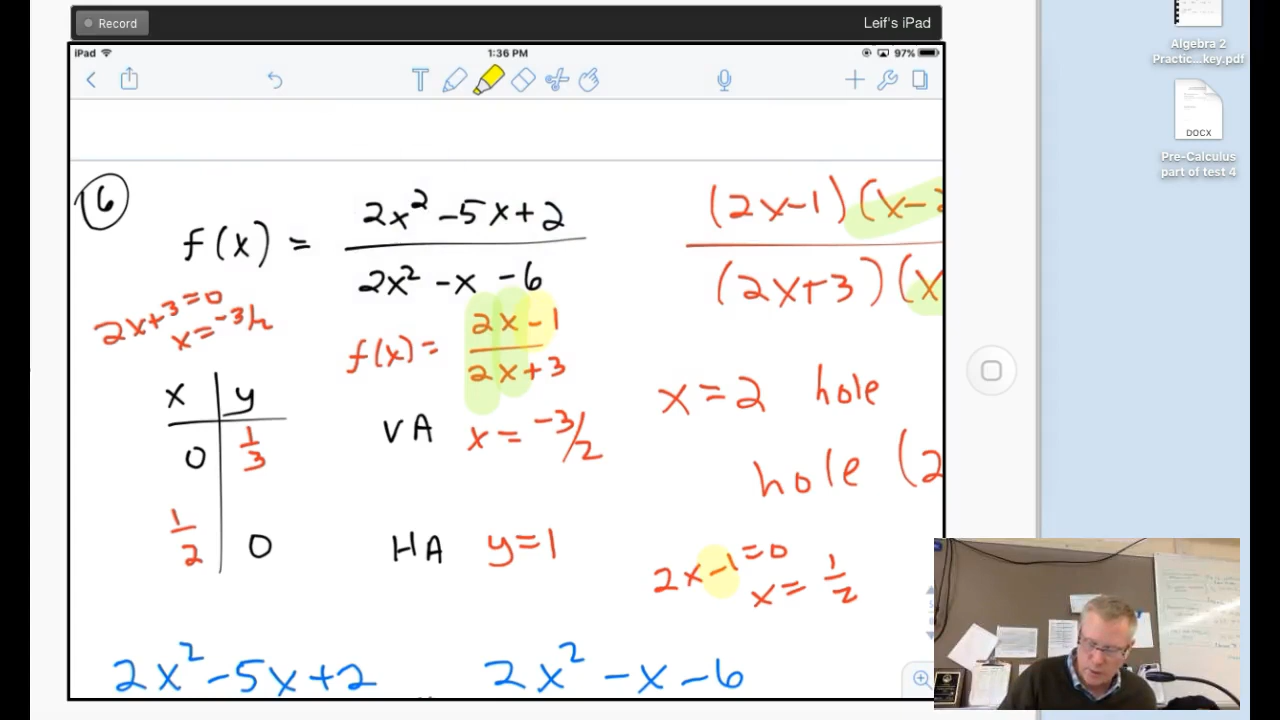 Record
Leif's iPad
iPad
1:36 PM
97%
T
Algebra 2
Practic...key.pdf
DOCX
Pre-Calculus
part of test 4
6
f(x) = 2x² -5x+2 / 2x² -x -6
(2x-1)(x-2 / (2x+3)(x
2x+3=0
x=-3/2
f(x)= 2x-1 / 2x+3
x y
0 1/3
1/2 0
VA x = -3/2
HA y=1
x=2 hole
hole (2
2x-1=0
x= 1/2
2x²-5x+2 2x²-x-6